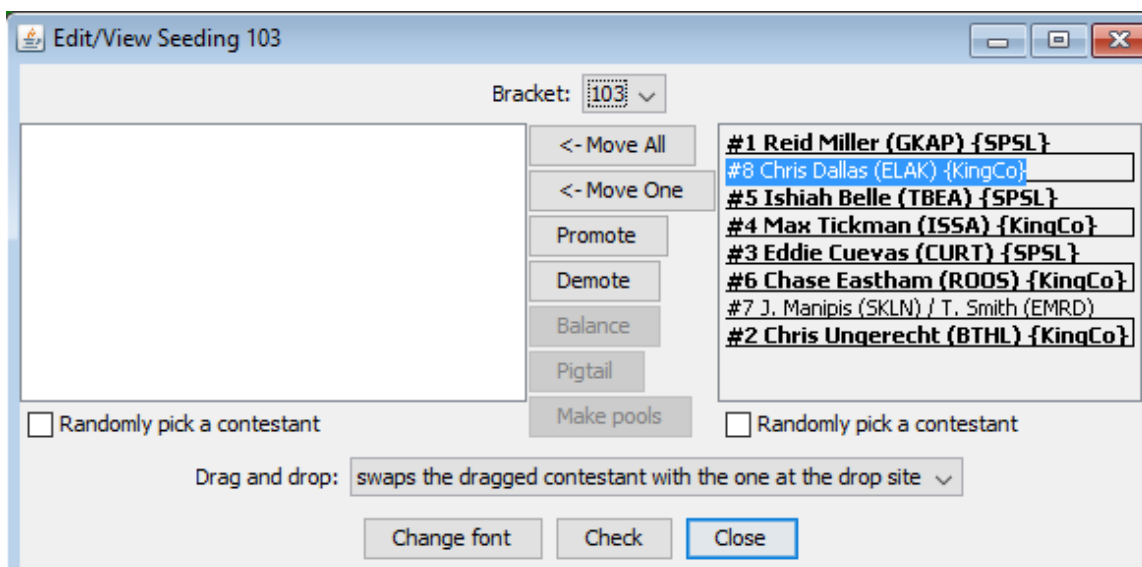 Edit/View Seeding 103
Bracket: 103
<- Move All
<- Move One
Promote
Demote
Balance
Pigtail
Make pools
#1 Reid Miller (GKAP) {SPSL}
#8 Chris Dallas (ELAK) {KingCo}
#5 Ishiah Belle (TBEA) {SPSL}
#4 Max Tickman (ISSA) {KingCo}
#3 Eddie Cuevas (CURT) {SPSL}
#6 Chase Eastham (ROOS) {KingCo}
#7 J. Manipis (SKLN) / T. Smith (EMRD)
#2 Chris Ungerecht (BTHL) {KingCo}
Randomly pick a contestant
Randomly pick a contestant
Drag and drop: swaps the dragged contestant with the one at the drop site
Change font Check Close